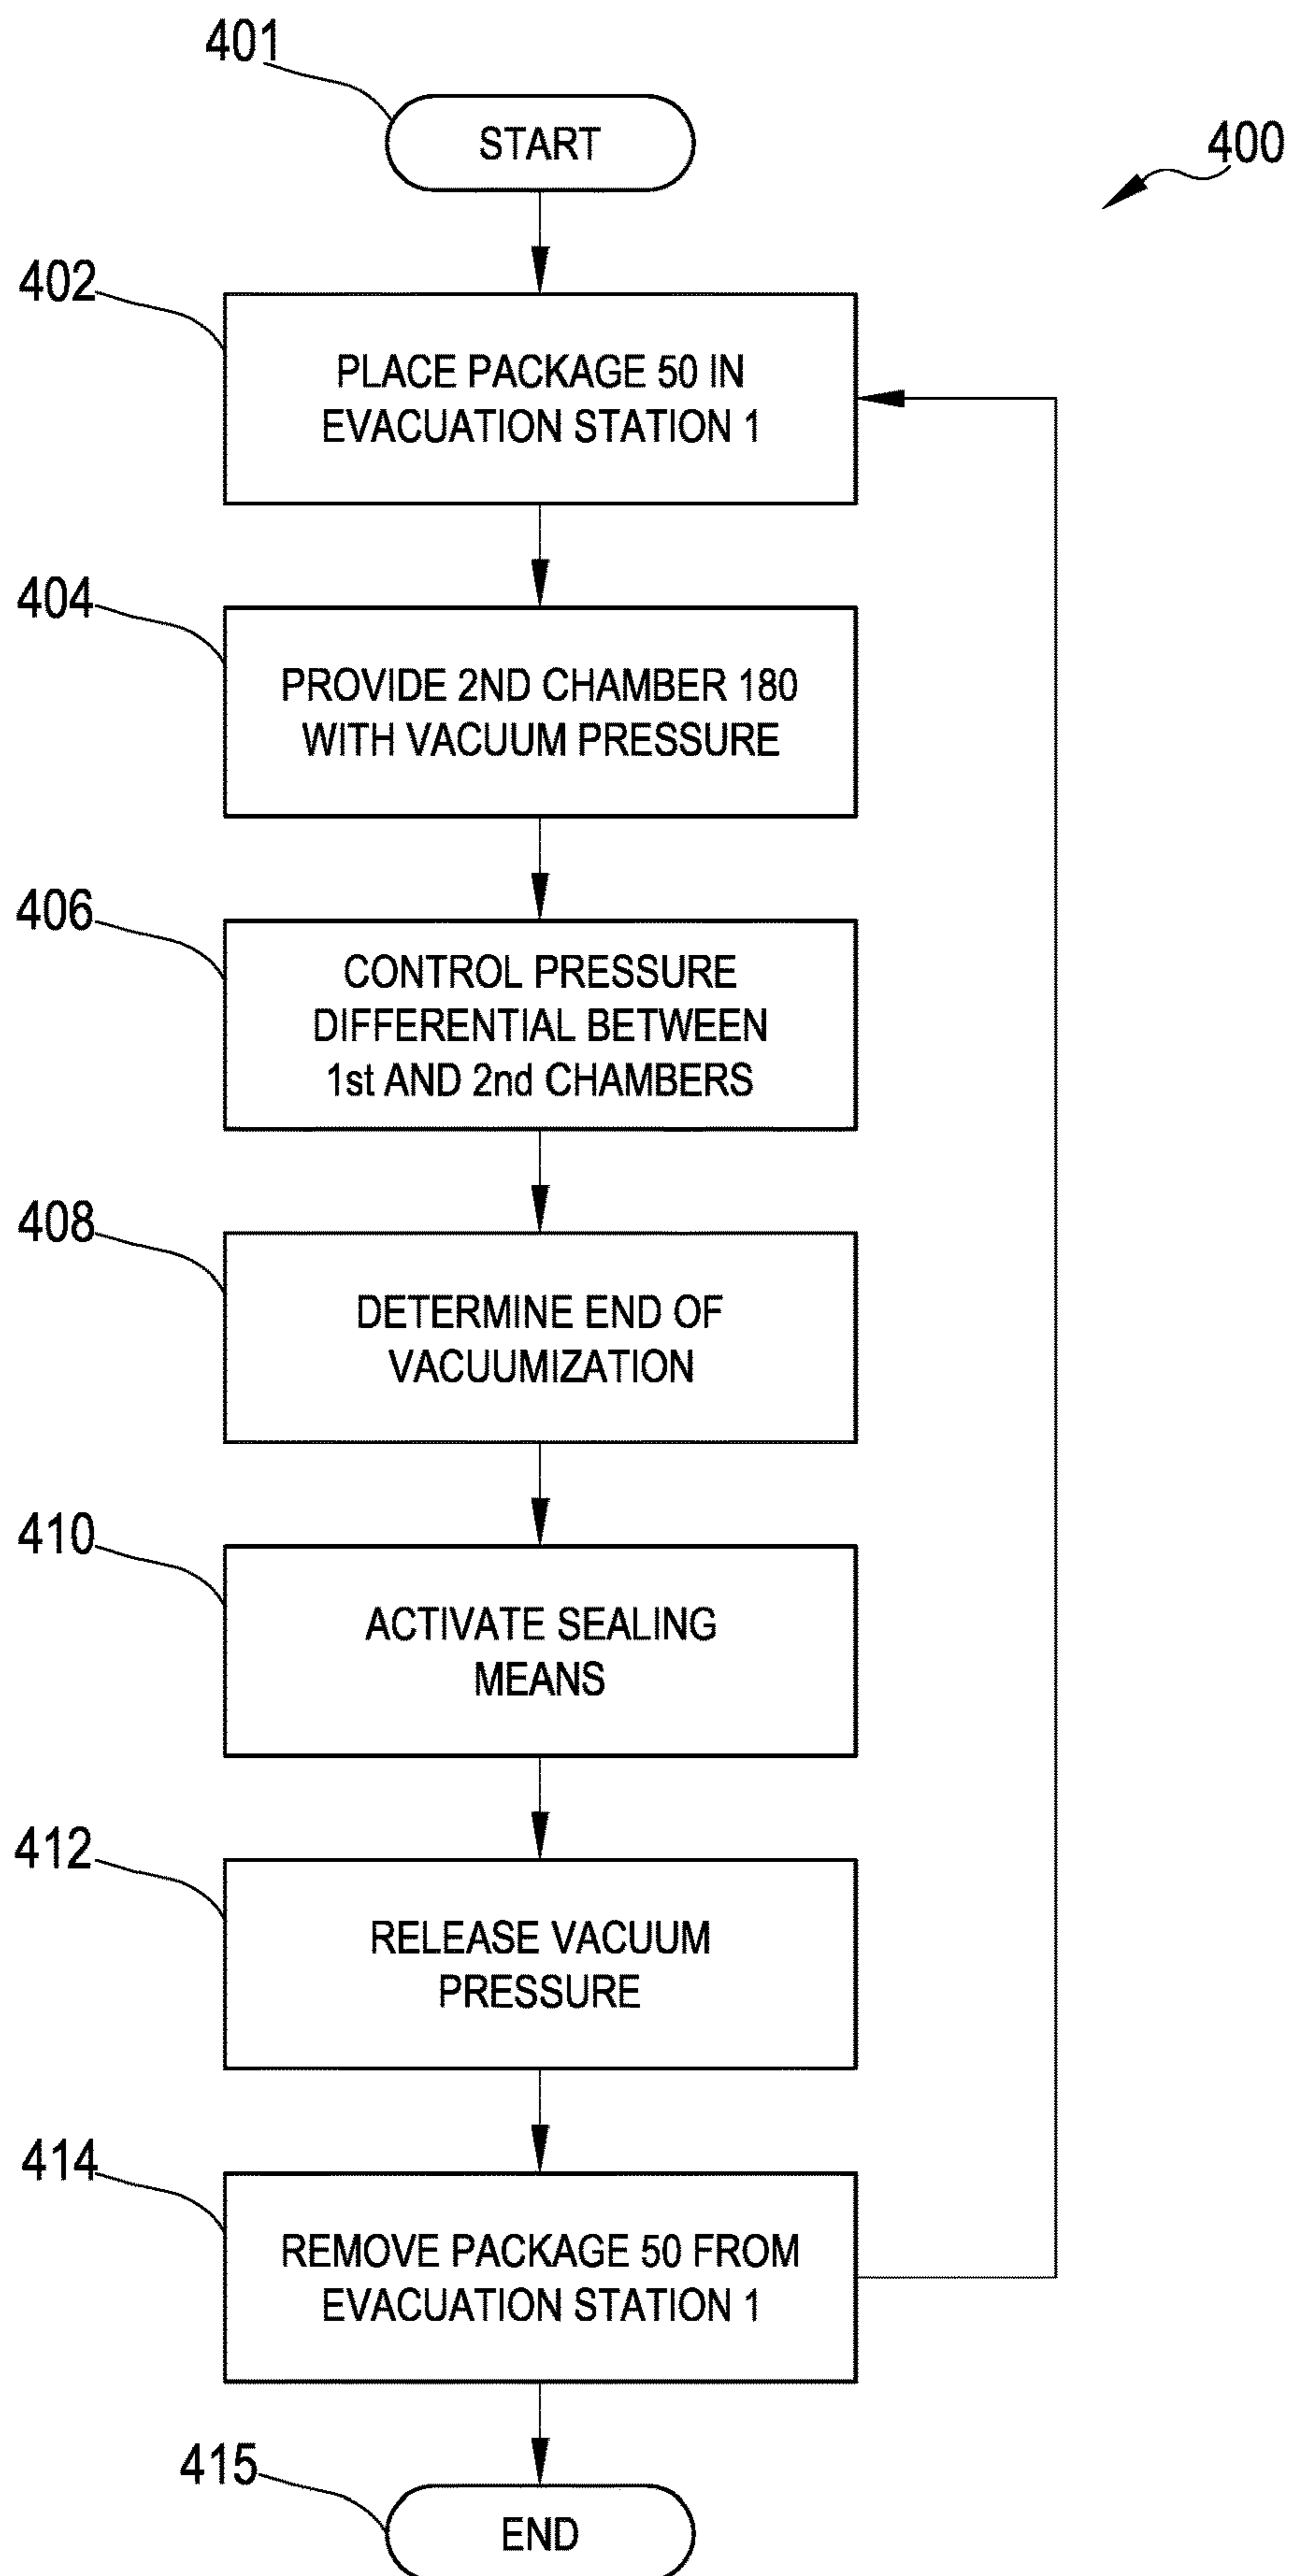 401
START
400
402
PLACE PACKAGE 50 IN
EVACUATION STATION 1
404
PROVIDE 2ND CHAMBER 180
WITH VACUUM PRESSURE
406
CONTROL PRESSURE
DIFFERENTIAL BETWEEN
1st AND 2nd CHAMBERS
408
DETERMINE END OF
VACUUMIZATION
410
ACTIVATE SEALING
MEANS
412
RELEASE VACUUM
PRESSURE
414
REMOVE PACKAGE 50 FROM
EVACUATION STATION 1
415
END